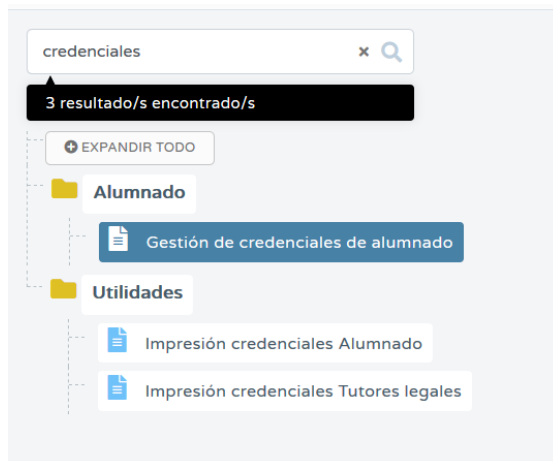 credenciales
3 resultado/s encontrado/s
EXPANDIR TODO
Alumnado
Gestión de credenciales de alumnado
Utilidades
Impresión credenciales Alumnado
Impresión credenciales Tutores legales